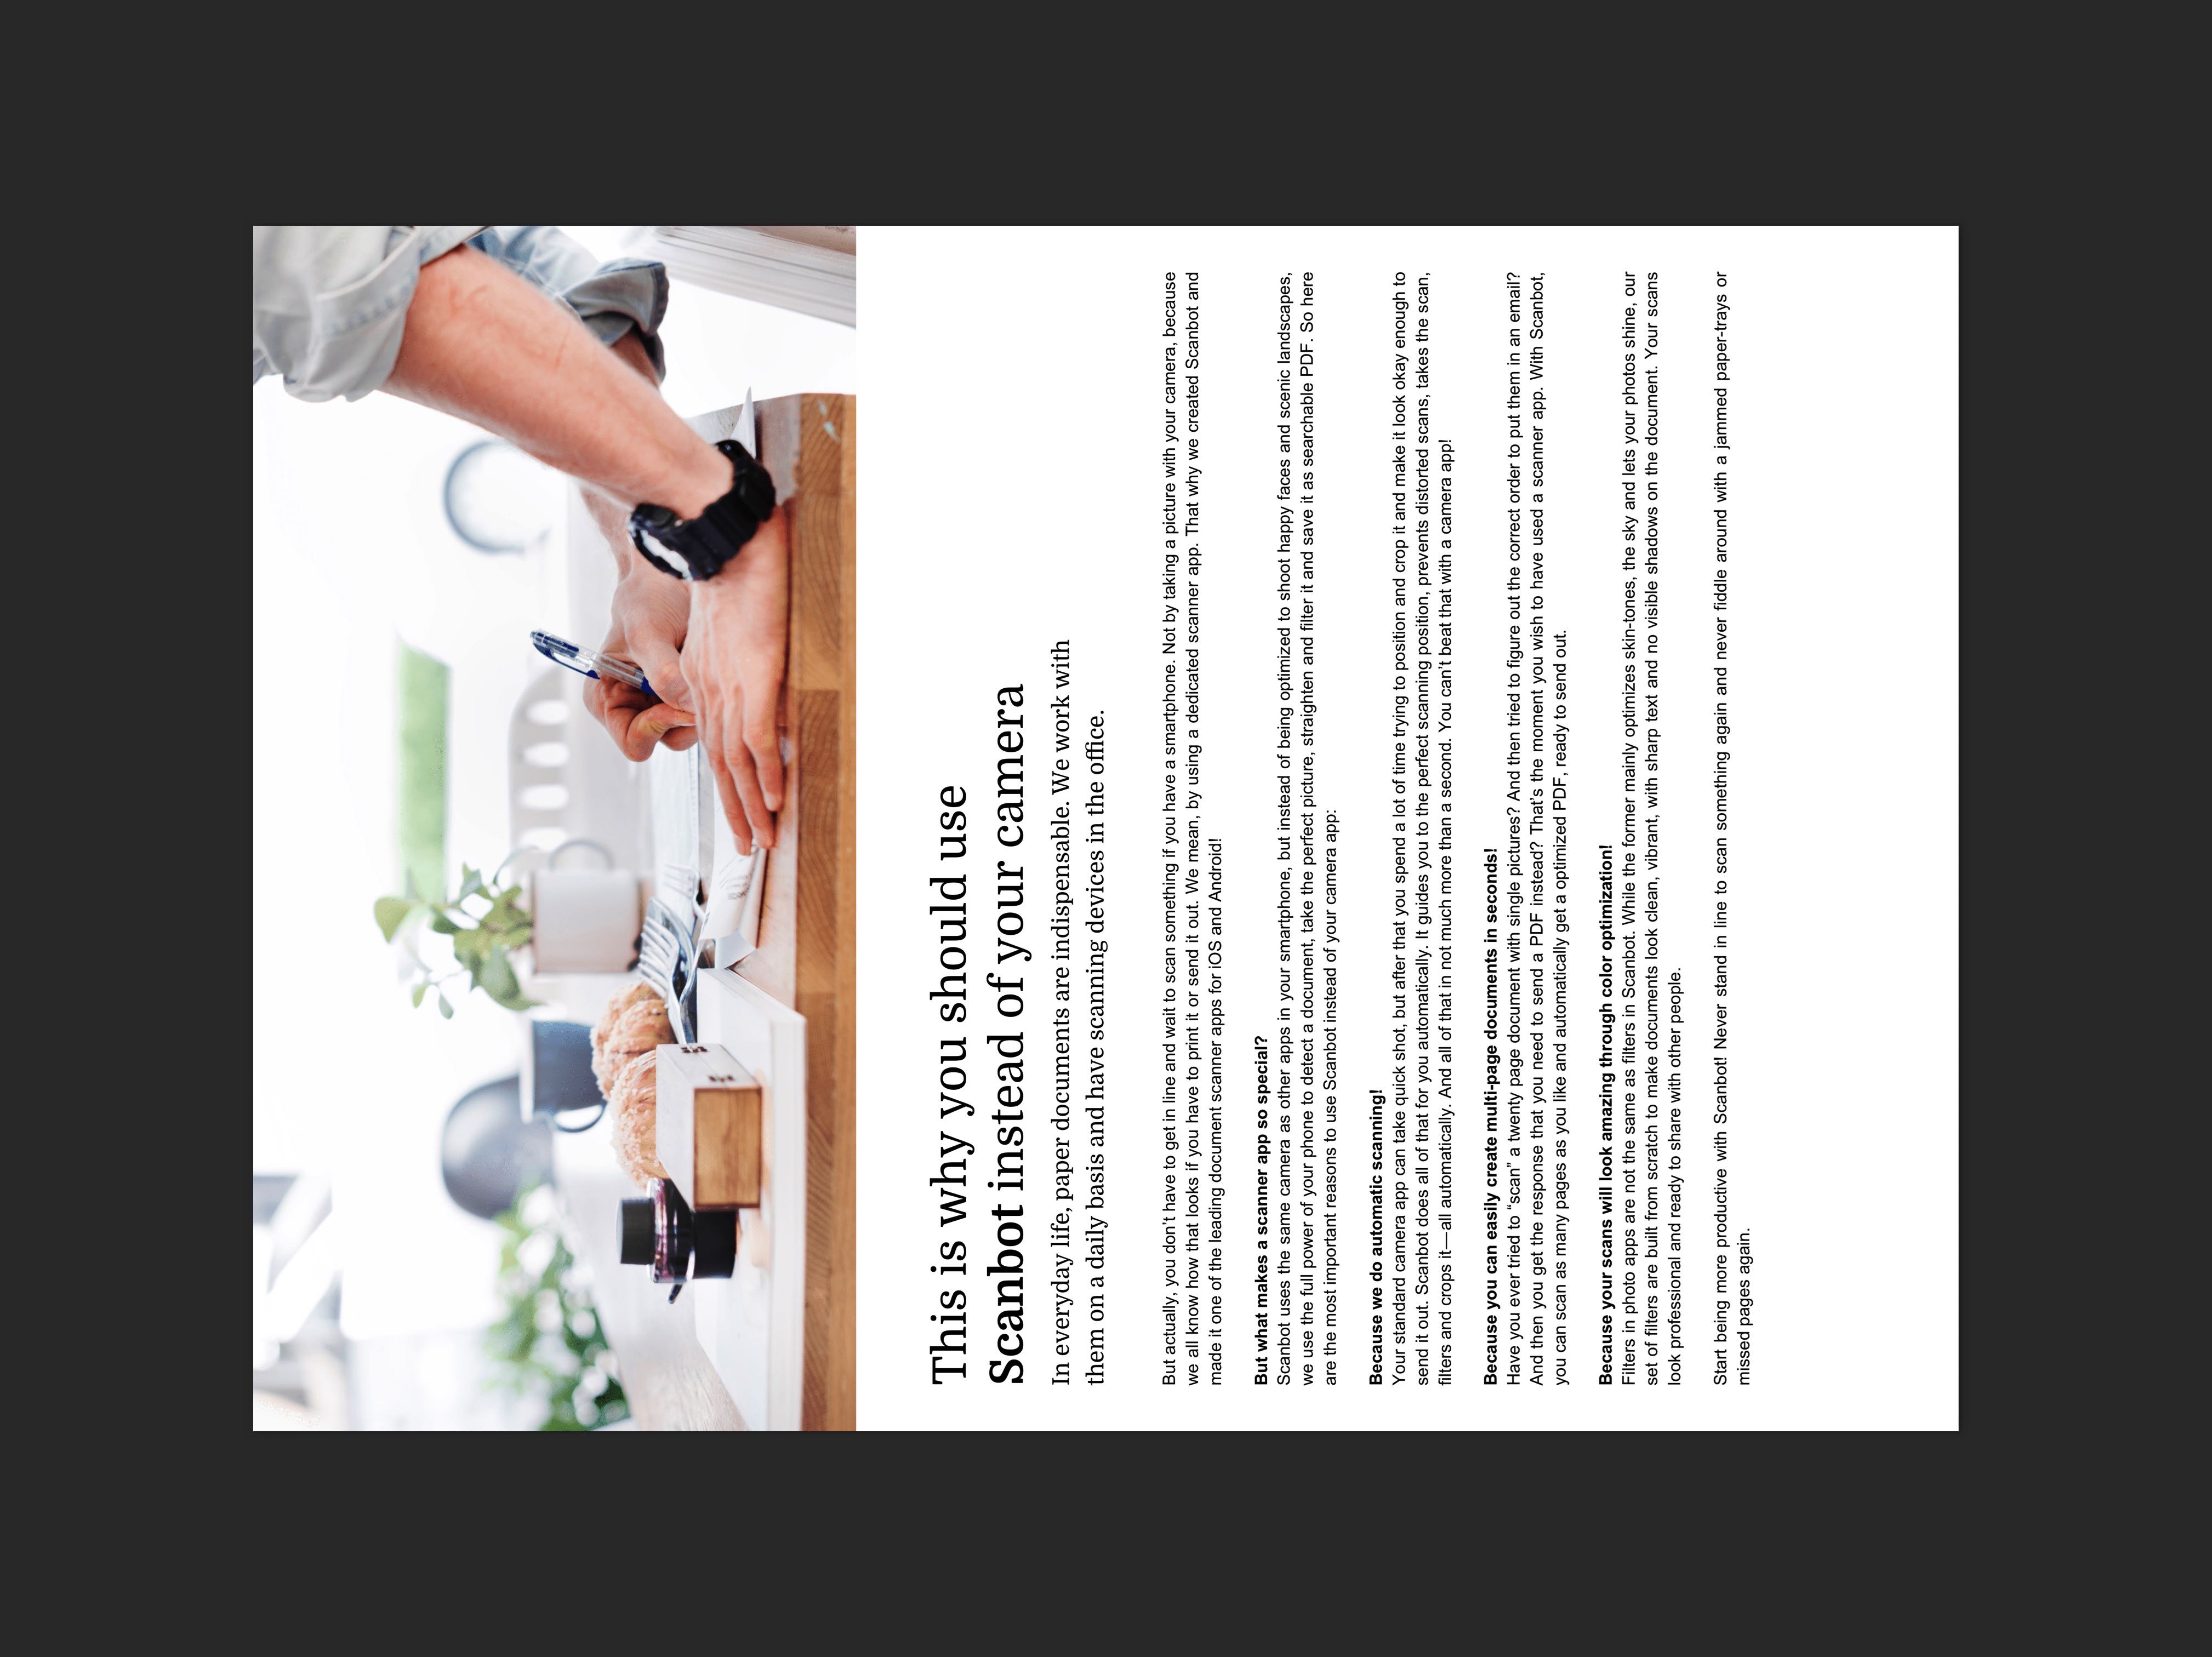 This is why you should use
Scanbot instead of your camera
In everyday life, paper documents are indispensable. We work with
them on a daily basis and have scanning devices in the office.
But actually, you don't have to get in line and wait to scan something if you have a smartphone. Not by taking a picture with your camera, because
we all know how that looks if you have to print it or send it out. We mean, by using a dedicated scanner app. That why we created Scanbot and
made it one of the leading document scanner apps for iOS and Android!
But what makes a scanner app so special?
Scanbot uses the same camera as other apps in your smartphone, but instead of being optimized to shoot happy faces and scenic landscapes,
we use the full power of your phone to detect a document, take the perfect picture, straighten and filter it and save it as searchable PDF. So here
are the most important reasons to use Scanbot instead of your camera app:
Because we do automatic scanning!
Your standard camera app can take quick shot, but after that you spend a lot of time trying to position and crop it and make it look okay enough to
send it out. Scanbot does all of that for you automatically. It guides you to the perfect scanning position, prevents distorted scans, takes the scan,
filters and crops it—all automatically. And all of that in not much more than a second. You can't beat that with a camera app!
Because you can easily create multi-page documents in seconds!
Have you ever tried to “scan” a twenty page document with single pictures? And then tried to figure out the correct order to put them in an email?
And then you get the response that you need to send a PDF instead? That's the moment you wish to have used a scanner app. With Scanbot,
you can scan as many pages as you like and automatically get a optimized PDF, ready to send out.
Because your scans will look amazing through color optimization!
Filters in photo apps are not the same as filters in Scanbot. While the former mainly optimizes skin-tones, the sky and lets your photos shine, our
set of filters are built from scratch to make documents look clean, vibrant, with sharp text and no visible shadows on the document. Your scans
look professional and ready to share with other people.
Start being more productive with Scanbot! Never stand in line to scan something again and never fiddle around with a jammed paper-trays or
missed pages again.